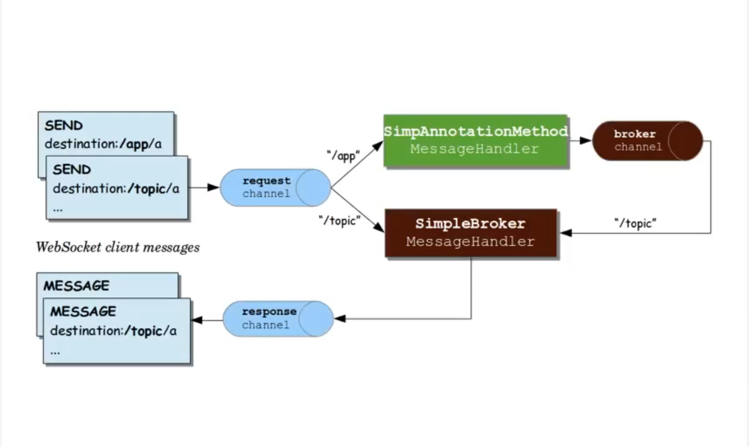 SEND
destination:/app/a
SEND
destination:/topic/a
...
WebSocket client messages
request
channel
“/app”
“/topic”
SimpAnnotationMethod
MessageHandler
broker
channel
SimpleBroker
MessageHandler
“/topic”
MESSAGE
MESSAGE
destination:/topic/a
...
response
channel